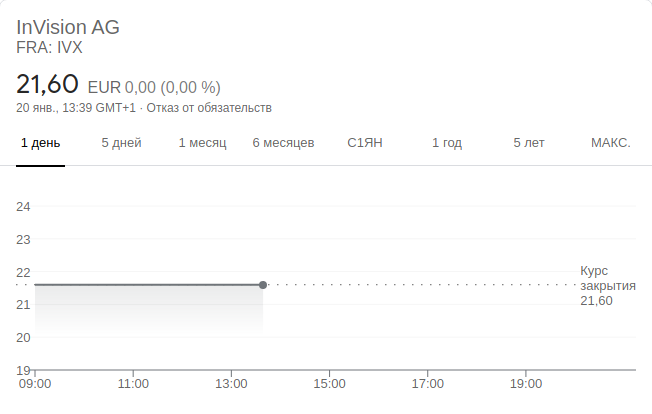 InVision AG
FRA: IVX
21,60 EUR 0,00 (0,00 %)
20 янв., 13:39 GMT+1 · Отказ от обязательств
1 день 5 дней 1 месяц 6 месяцев С1ЯН 1 год 5 лет МАКС.
24
23
22
21
20
19
Курс
закрытия
21,60
09:00 11:00 13:00 15:00 17:00 19:00